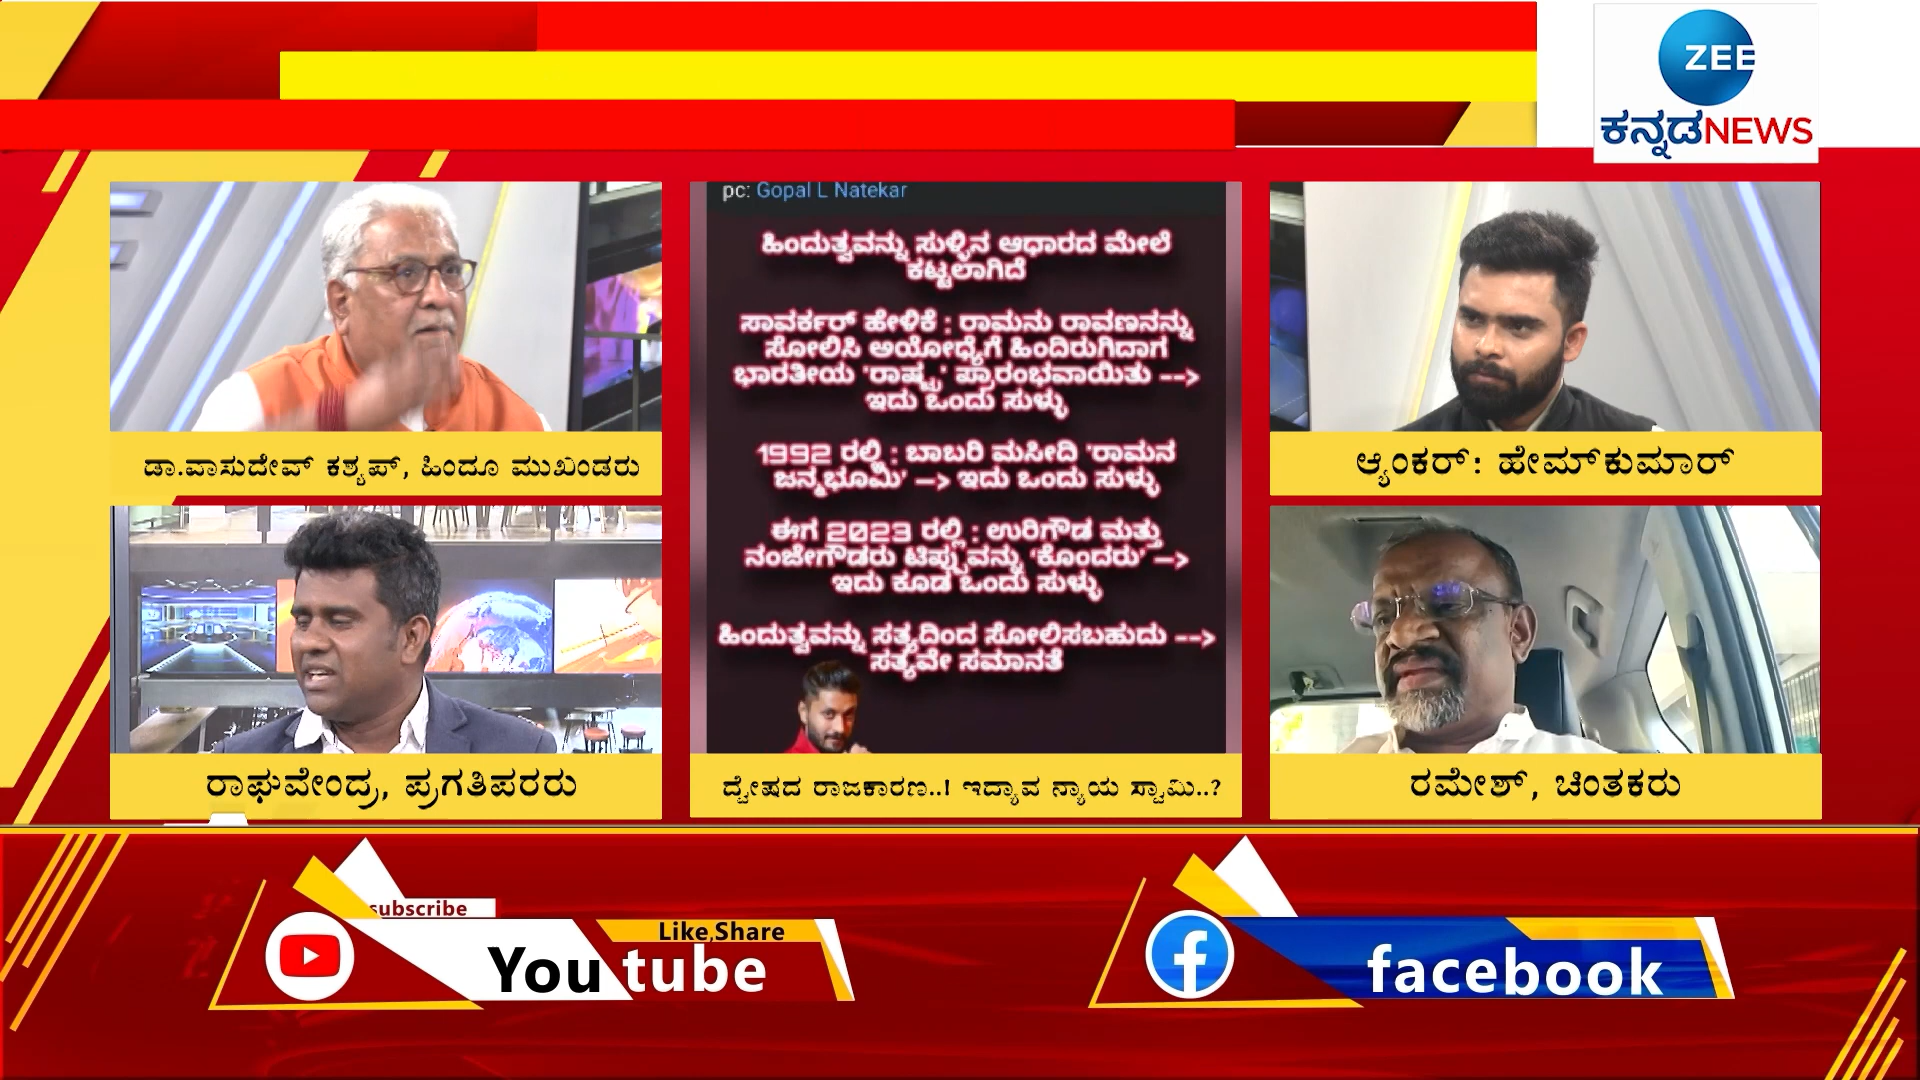 ZEE
ಕನ್ನಡNEWS
pc: Gopal L Natekar
ಹಿಂದುತ್ವವನ್ನು ಸುಳ್ಳಿನ ಆಧಾರದ ಮೇಲೆ
ಕಟ್ಟಲಾಗಿದೆ
ಸಾವರ್ಕರ್ ಹೇಳಿಕೆ : ರಾಮನು ರಾವಣನನ್ನು
ಸೋಲಿಸಿ ಅಯೋಧ್ಯೆಗೆ ಹಿಂದಿರುಗಿದಾಗ
ಭಾರತೀಯ 'ರಾಷ್ಟ್ರ' ಪ್ರಾರಂಭವಾಯಿತು -->
ಇದು ಒಂದು ಸುಳ್ಳು
1992 ರಲ್ಲಿ : ಬಾಬರಿ ಮಸೀದಿ 'ರಾಮನ
ಜನ್ಮಭೂಮಿ' —> ಇದು ಒಂದು ಸುಳ್ಳು
ಈಗ 2023 ರಲ್ಲಿ : ಉರಿಗೌಡ ಮತ್ತು
ನಂಜೇಗೌಡರು ಟಿಪ್ಪುವನ್ನು 'ಕೊಂದರು' —>
ಇದು ಕೂಡ ಒಂದು ಸುಳ್ಳು
ಹಿಂದುತ್ವವನ್ನು ಸತ್ಯದಿಂದ ಸೋಲಿಸಬಹುದು -->
ಸತ್ಯವೇ ಸಮಾನತೆ
ಡಾ.ವಾಸುದೇವ್ ಕಶ್ಯಪ್, ಹಿಂದೂ ಮುಖಂಡರು
ಆ್ಯಂಕರ್: ಹೇಮ್‌ಕುಮಾರ್
ರಾಘವೇಂದ್ರ, ಪ್ರಗತಿಪರರು
ದ್ವೇಷದ ರಾಜಕಾರಣ..! ಇದ್ಯಾವ ನ್ಯಾಯ ಸ್ವಾಮಿ..?
ರಮೇಶ್, ಚಿಂತಕರು
subscribe
Like,Share
You tube
facebook